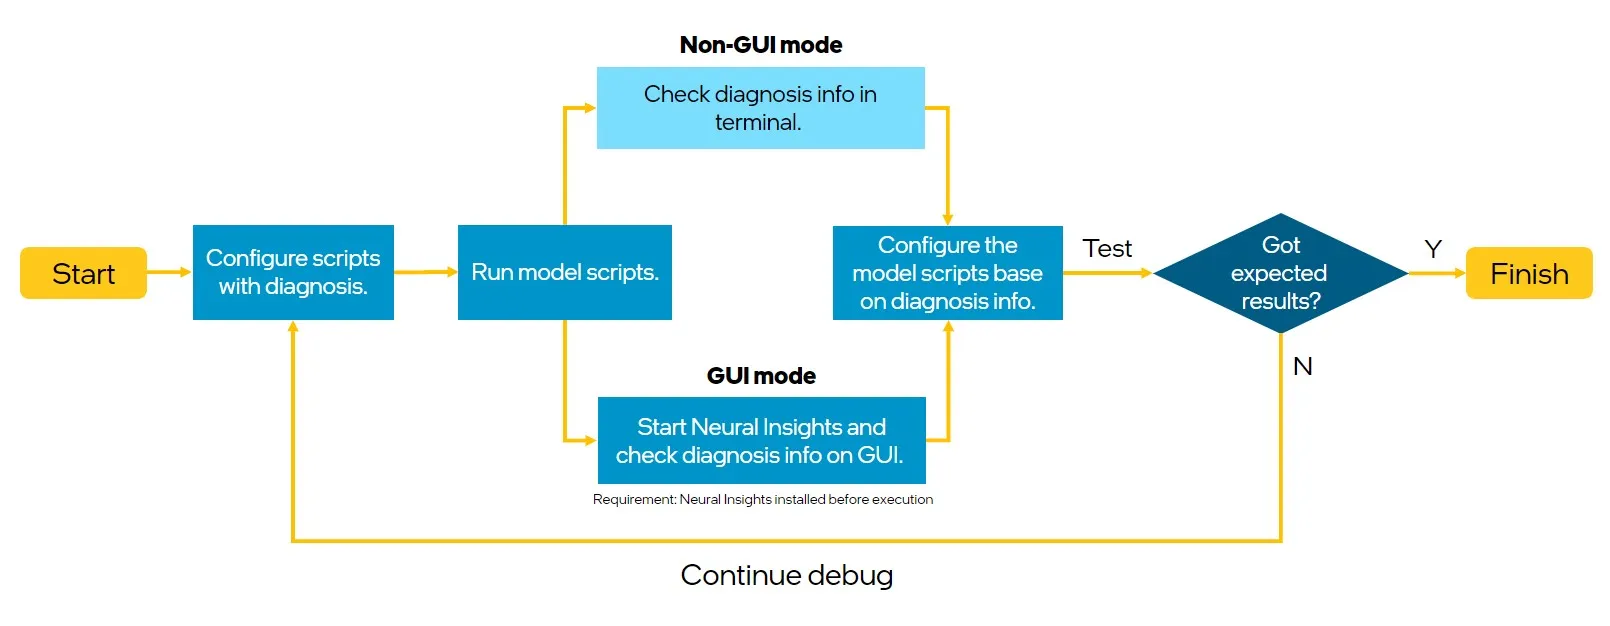 Non-GUI mode
Check diagnosis info in
terminal.
Start
Configure scripts
with diagnosis.
Run model scripts.
Configure the
model scripts base
on diagnosis info.
Test
Got
expected
results?
Y
Finish
N
GUI mode
Start Neural Insights and
check diagnosis info on GUI.
Requirement: Neural Insights installed before execution
Continue debug